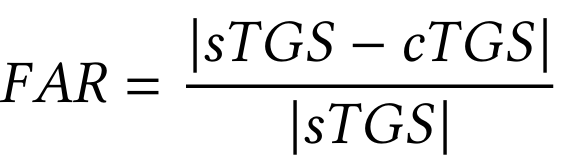 FAR = |sTGS − cTGS| / |sTGS|